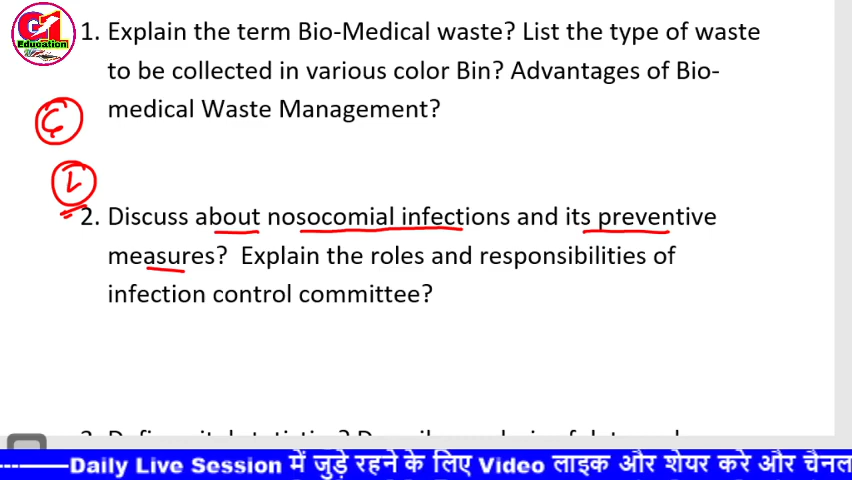 GI
Education
1. Explain the term Bio-Medical waste? List the type of waste
to be collected in various color Bin? Advantages of Bio-
medical Waste Management?
2. Discuss about nosocomial infections and its preventive
measures? Explain the roles and responsibilities of
infection control committee?
Daily Live Session में जुड़े रहने के लिए Video लाइक और शेयर करे और चैनल